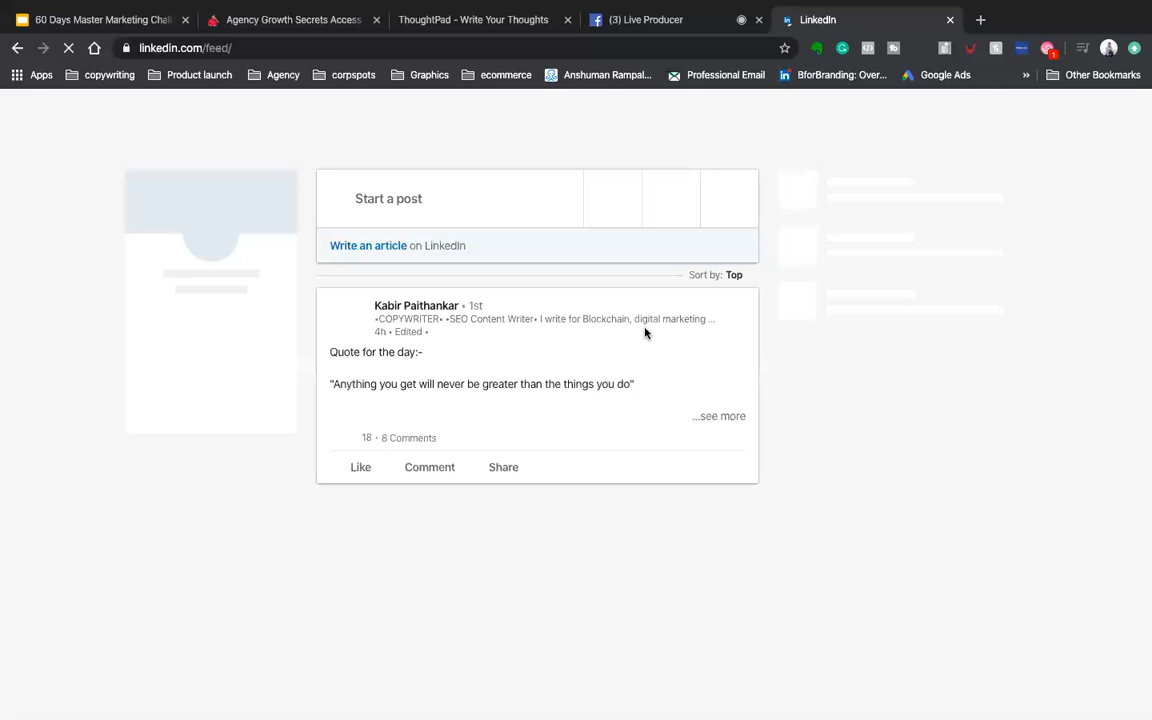 60 Days Master Marketing Chall
Agency Growth Secrets Access
ThoughtPad - Write Your Thoughts
(3) Live Producer
LinkedIn
linkedin.com/feed/
1
Apps
copywriting
Product launch
Agency
corpspots
Graphics
ecommerce
Anshuman Rampal...
Professional Email
BforBranding: Over...
Google Ads
»
Other Bookmarks
Start a post
Write an article on LinkedIn
Sort by: Top
Kabir Paithankar • 1st
•COPYWRITER• •SEO Content Writer• I write for Blockchain, digital marketing ...
4h • Edited •
Quote for the day:-
"Anything you get will never be greater than the things you do"
...see more
18 · 8 Comments
Like Comment Share